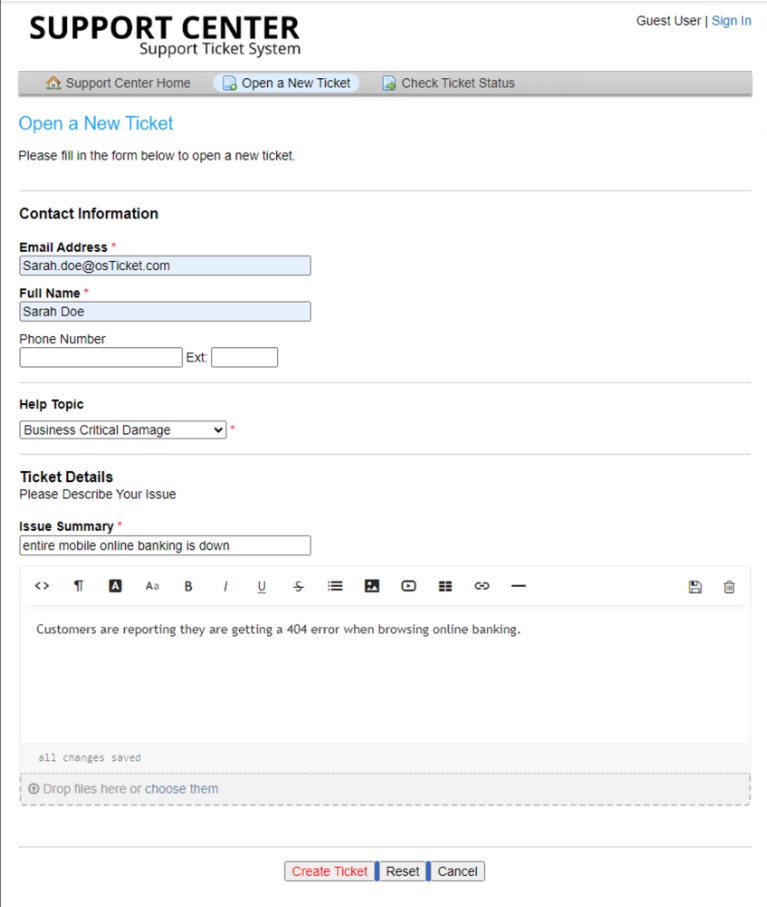 SUPPORT CENTER
Support Ticket System
Guest User | Sign In
Support Center Home Open a New Ticket Check Ticket Status
Open a New Ticket
Please fill in the form below to open a new ticket.
Contact Information
Email Address *
Sarah.doe@osTicket.com
Full Name *
Sarah Doe
Phone Number
Ext:
Help Topic
Business Critical Damage *
Ticket Details
Please Describe Your Issue
Issue Summary *
entire mobile online banking is down
<> ¶ A Aa B I U S
Customers are reporting they are getting a 404 error when browsing online banking.
all changes saved
Drop files here or choose them
Create Ticket Reset Cancel